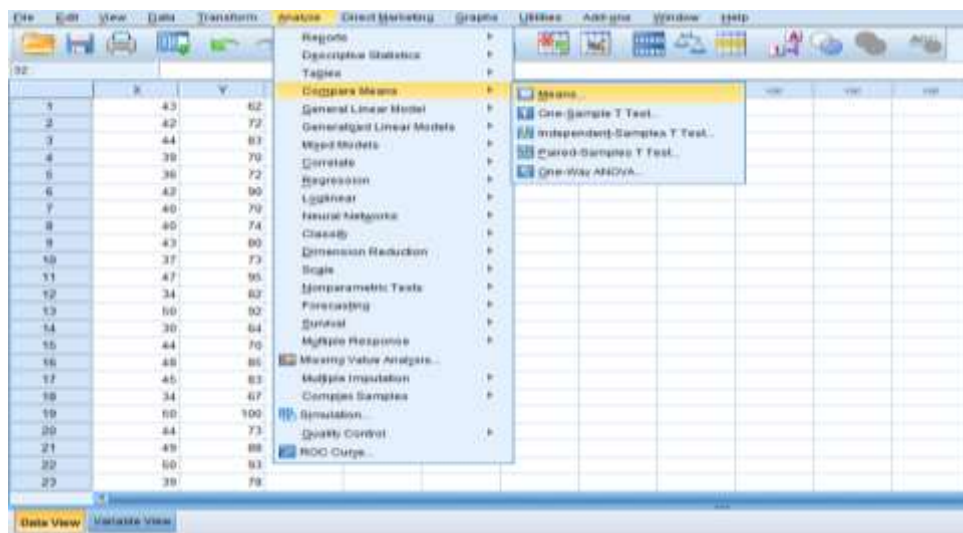 File Edit View Data Transform Analyze Direct Marketing Graphs Utilities Add-ons Window Help
32
Reports
Descriptive Statistics
Tables
Compare Means
General Linear Model
Generalized Linear Models
Mixed Models
Correlate
Regression
Loglinear
Neural Networks
Classify
Dimension Reduction
Scale
Nonparametric Tests
Forecasting
Survival
Multiple Response
Missing Value Analysis...
Multiple Imputation
Complex Samples
Simulation...
Quality Control
ROC Curve...
Means...
One-Sample T Test...
Independent-Samples T Test...
Paired-Samples T Test...
One-Way ANOVA...
X Y var var var
1 43 62
2 42 72
3 44 83
4 39 70
5 36 72
6 42 90
7 40 70
8 40 74
9 43 80
10 37 73
11 47 95
12 34 82
13 50 92
14 30 64
15 44 70
16 48 85
17 45 83
18 34 67
19 50 100
20 44 73
21 49 88
22 50 93
23 39 78
Data View Variable View